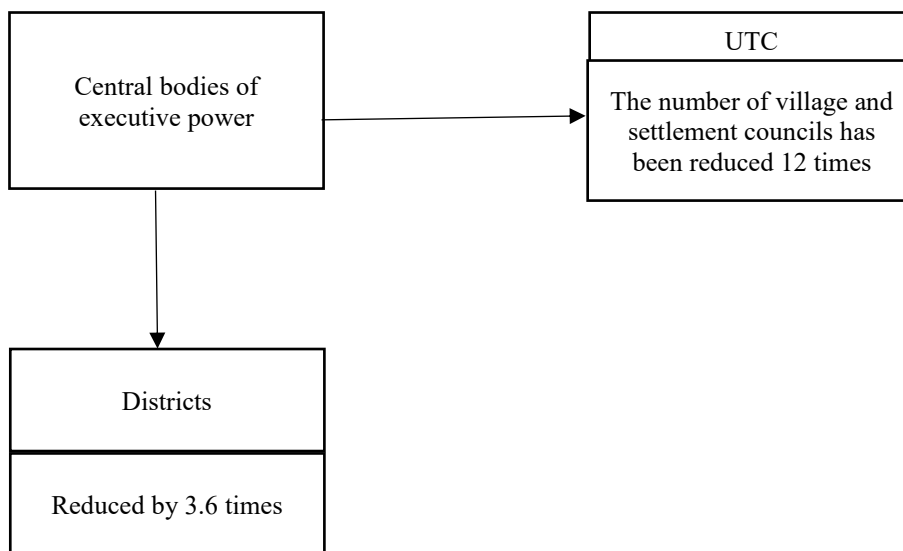 Central bodies of
executive power
UTC
The number of village and
settlement councils has
been reduced 12 times
Districts
Reduced by 3.6 times